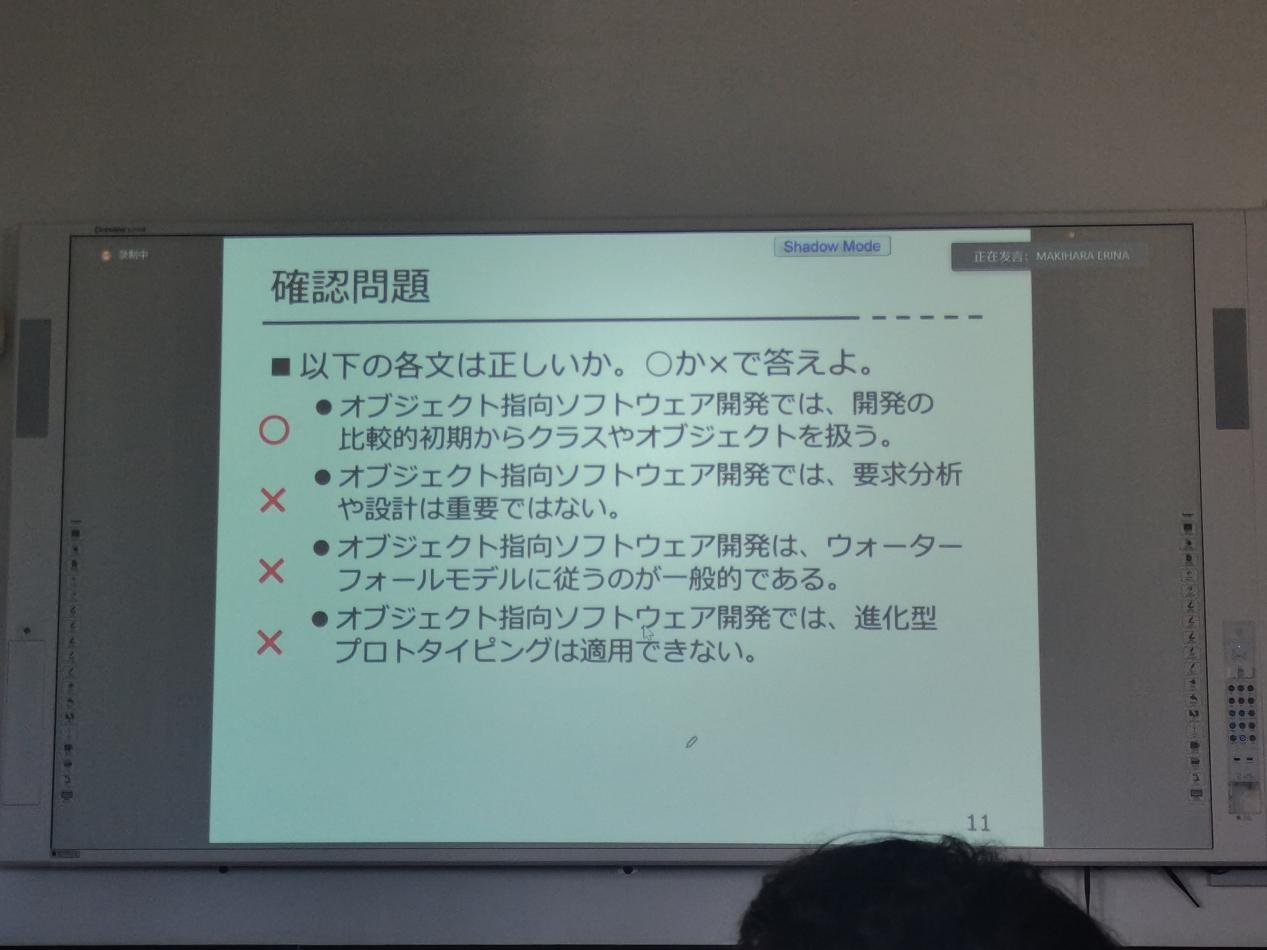 录制中
Shadow Mode
正在发言: MAKIHARA ERINA
確認問題
■ 以下の各文は正しいか。○か×で答えよ。
○ ● オブジェクト指向ソフトウェア開発では、開発の
比較的初期からクラスやオブジェクトを扱う。
× ● オブジェクト指向ソフトウェア開発では、要求分析
や設計は重要ではない。
× ● オブジェクト指向ソフトウェア開発は、ウォーター
フォールモデルに従うのが一般的である。
× ● オブジェクト指向ソフトウェア開発では、進化型
プロトタイピングは適用できない。
11